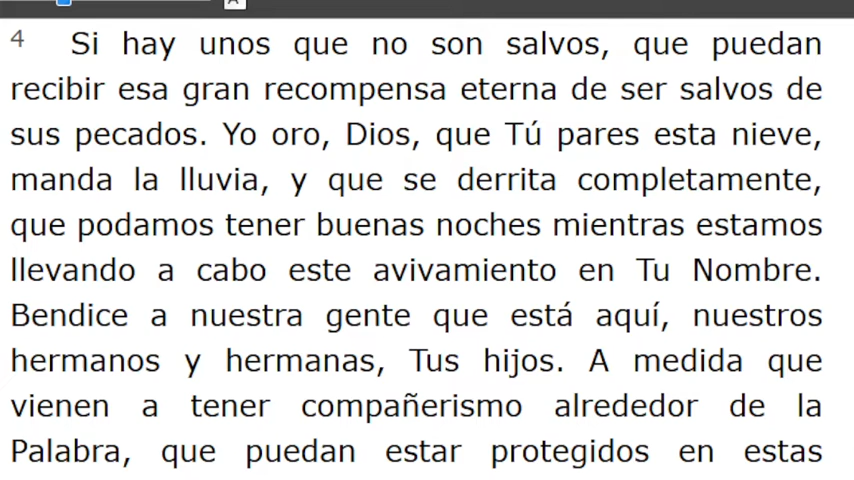 4 Si hay unos que no son salvos, que puedan
recibir esa gran recompensa eterna de ser salvos de
sus pecados. Yo oro, Dios, que Tú pares esta nieve,
manda la lluvia, y que se derrita completamente,
que podamos tener buenas noches mientras estamos
llevando a cabo este avivamiento en Tu Nombre.
Bendice a nuestra gente que está aquí, nuestros
hermanos y hermanas, Tus hijos. A medida que
vienen a tener compañerismo alrededor de la
Palabra, que puedan estar protegidos en estas